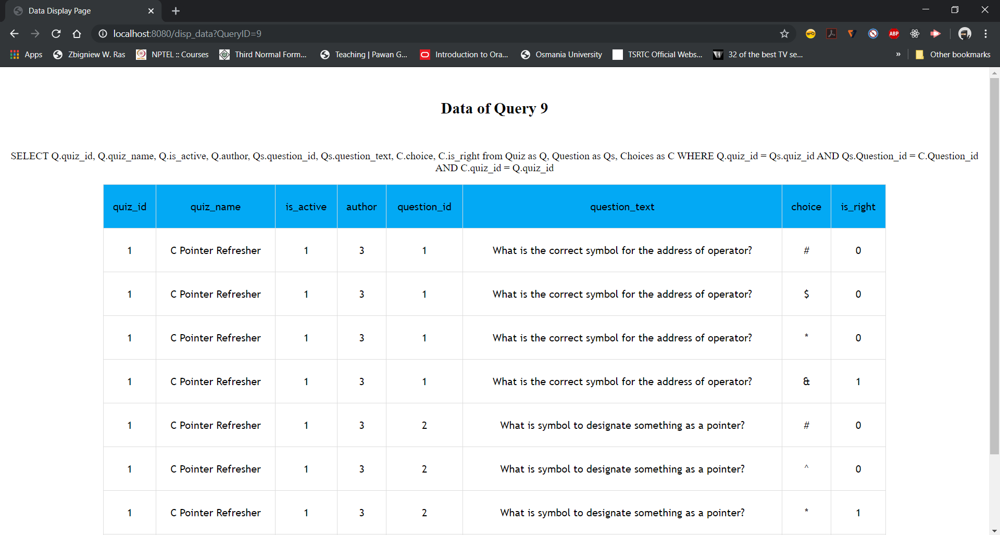 Data Display Page
localhost:8080/disp_data?QueryID=9
ABP
Apps Zbigniew W. Ras NPTEL :: Courses Third Normal Form... Teaching | Pawan G... Introduction to Ora... Osmania University TSRTC Official Webs... 32 of the best TV se... » Other bookmarks
Data of Query 9
SELECT Q.quiz_id, Q.quiz_name, Q.is_active, Q.author, Qs.question_id, Qs.question_text, C.choice, C.is_right from Quiz as Q, Question as Qs, Choices as C WHERE Q.quiz_id = Qs.quiz_id AND Qs.Question_id = C.Question_id
AND C.quiz_id = Q.quiz_id
quiz_id quiz_name is_active author question_id question_text choice is_right
1 C Pointer Refresher 1 3 1 What is the correct symbol for the address of operator? # 0
1 C Pointer Refresher 1 3 1 What is the correct symbol for the address of operator? $ 0
1 C Pointer Refresher 1 3 1 What is the correct symbol for the address of operator? * 0
1 C Pointer Refresher 1 3 1 What is the correct symbol for the address of operator? & 1
1 C Pointer Refresher 1 3 2 What is symbol to designate something as a pointer? # 0
1 C Pointer Refresher 1 3 2 What is symbol to designate something as a pointer? ^ 0
1 C Pointer Refresher 1 3 2 What is symbol to designate something as a pointer? * 1